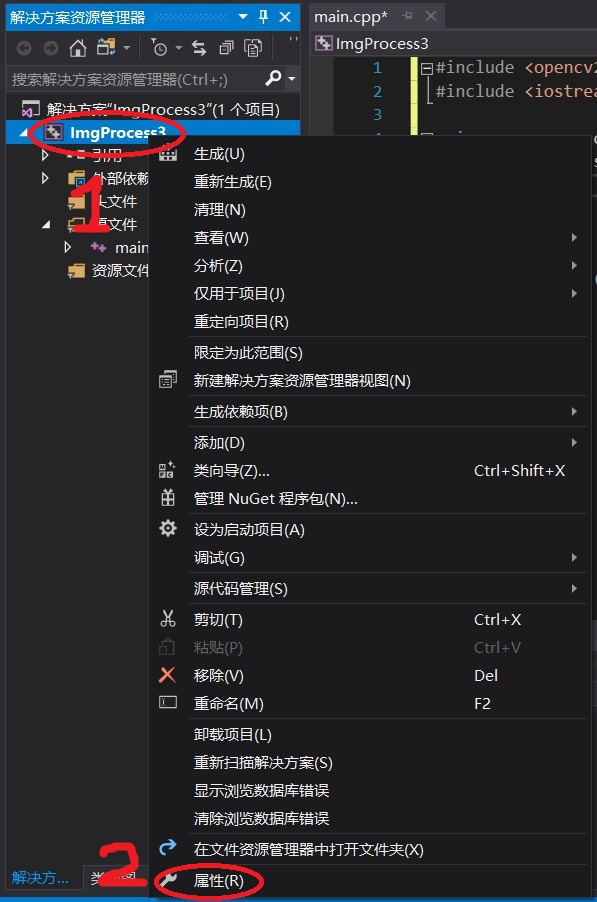 解决方案资源管理器
main.cpp*
ImgProcess3
搜索解决方案资源管理器(Ctrl+;)
1 #include <opencv2
2 #include <iostrea
3
解决方案"ImgProcess3"(1 个项目)
ImgProcess3
引用
外部依赖
头文件
源文件
main
资源文件
1
生成(U)
重新生成(E)
清理(N)
查看(W)
分析(Z)
仅用于项目(J)
重定向项目(R)
限定为此范围(S)
新建解决方案资源管理器视图(N)
生成依赖项(B)
添加(D)
类向导(Z)... Ctrl+Shift+X
管理 NuGet 程序包(N)...
设为启动项目(A)
调试(G)
源代码管理(S)
剪切(T) Ctrl+X
粘贴(P) Ctrl+V
移除(V) Del
重命名(M) F2
卸载项目(L)
重新扫描解决方案(S)
显示浏览数据库错误
清除浏览数据库错误
在文件资源管理器中打开文件夹(X)
2
属性(R)
解决方...
类